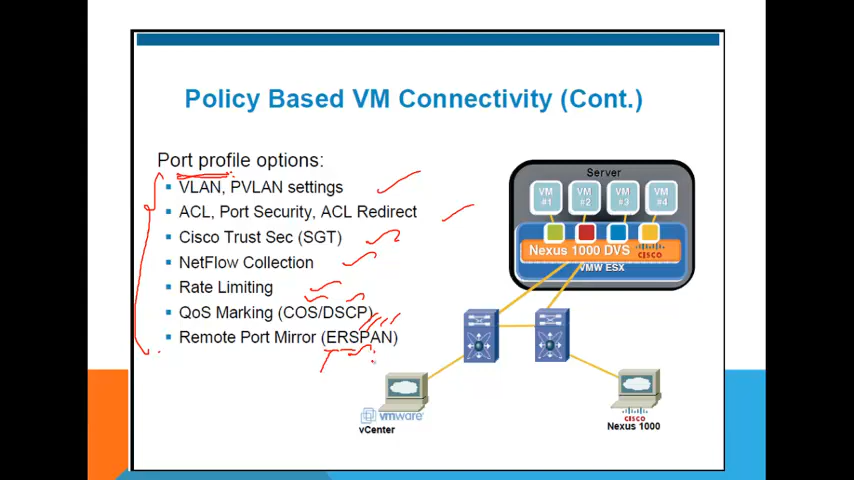 Policy Based VM Connectivity (Cont.)
Port profile options:
VLAN, PVLAN settings
ACL, Port Security, ACL Redirect
Cisco Trust Sec (SGT)
NetFlow Collection
Rate Limiting
QoS Marking (COS/DSCP)
Remote Port Mirror (ERSPAN)
Server
VM #1
VM #2
VM #3
VM #4
Nexus 1000 DVS
CISCO
VMW ESX
vmware
vCenter
CISCO
Nexus 1000